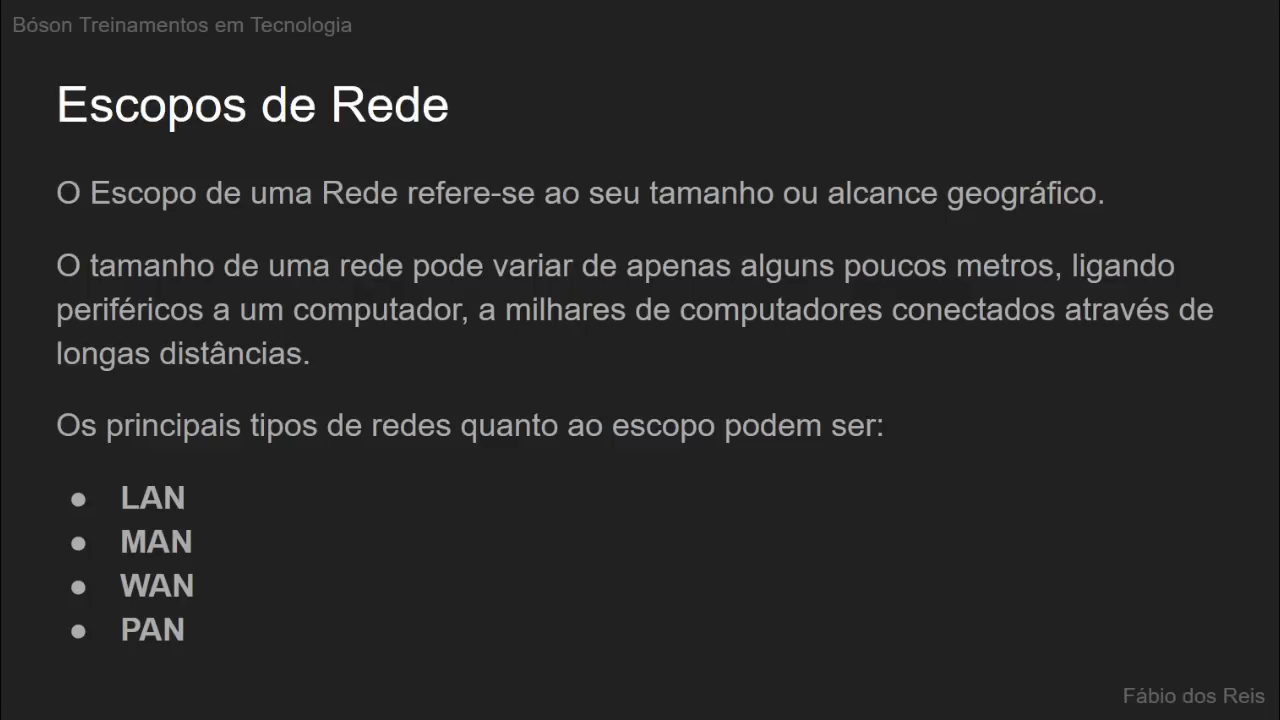 Bóson Treinamentos em Tecnologia
Escopos de Rede
O Escopo de uma Rede refere-se ao seu tamanho ou alcance geográfico.
O tamanho de uma rede pode variar de apenas alguns poucos metros, ligando
periféricos a um computador, a milhares de computadores conectados através de
longas distâncias.
Os principais tipos de redes quanto ao escopo podem ser:
● LAN
● MAN
● WAN
● PAN
Fábio dos Reis